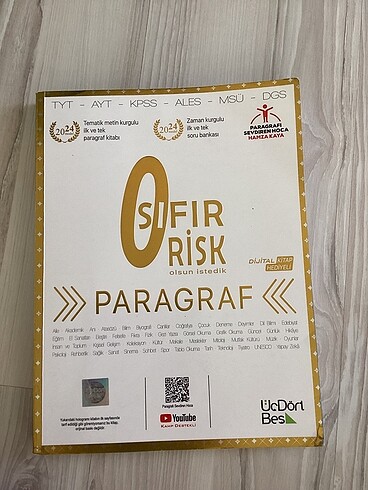 TYT - AYT - KPSS - ALES - MSÜ - DGS
2024
Tematik metin kurgulu
ilk ve tek
paragraf kitabı
2024
Zaman kurgulu
ilk ve tek
soru bankası
PARAGRAFI
SEVDİREN HOCA
HAMZA KAYA
0
SIFIR
RİSK
olsun istedik
DİJİTAL KİTAP
HEDİYELİ
PARAGRAF
Aile Akademik Anı Atasözü Bilim Biyografi Canlılar Coğrafya Çocuk Deneme Deyimler Dil Bilimi Edebiyat
Eğitim El Sanatları Eleştiri Felsefe Fıkra Fizik Gezi Yazısı Görsel Okuma Grafik Güncel Günlük Hikâye
İnsan ve Toplum Kişisel Gelişim Koleksiyon Kültür Makale Meslekler Mitoloji Mutfak Kültürü Müzik Oyunlar
Psikoloji Rehberlik Sağlık Sanat Sinema Sohbet Spor Tablo Okuma Tarih Teknoloji Tiyatro UNESCO Yapay Zekâ
Paragrafı Sevdiren Hoca
YouTube
KAMP DESTEKLİ
ÜçDört
Beş